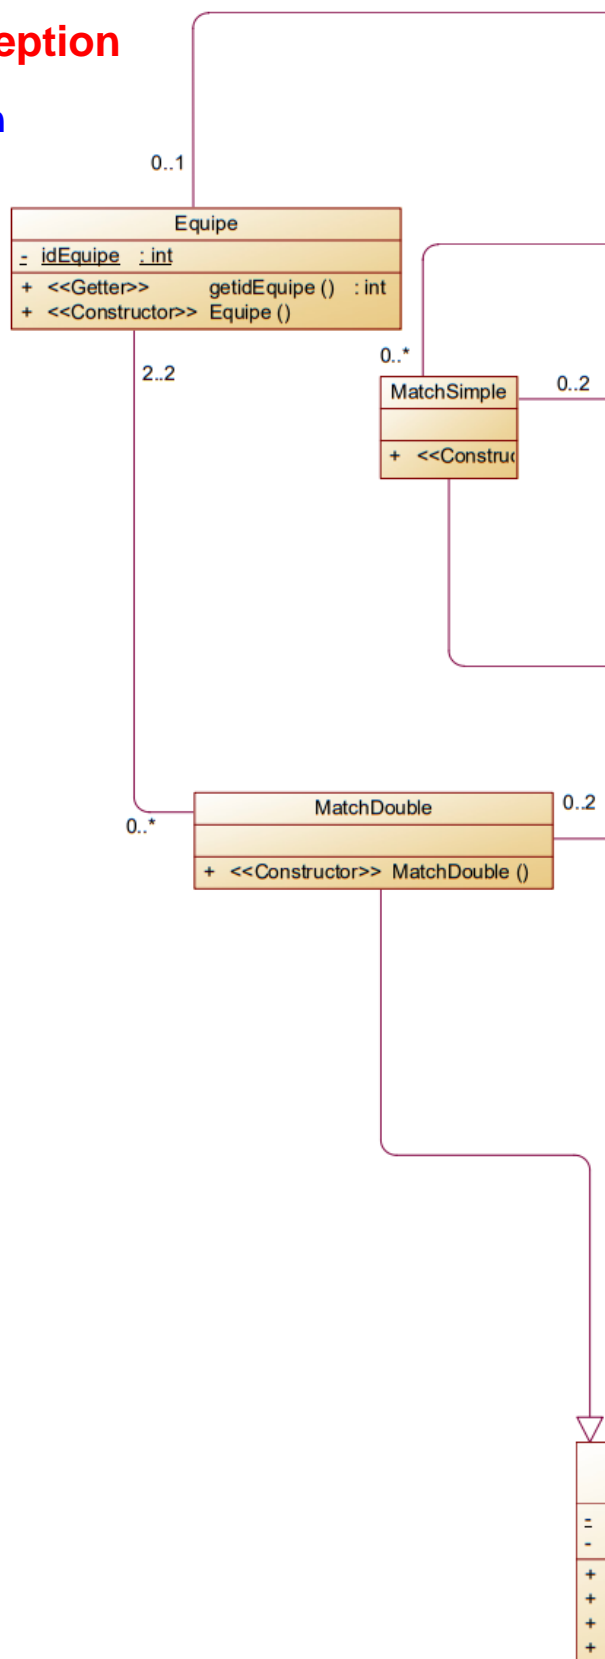 eption
n
0..1
Equipe
- idEquipe : int
+ <<Getter>> getidEquipe () : int
+ <<Constructor>> Equipe ()
2..2
0..*
MatchSimple
0..2
+ <<Construc
MatchDouble
0..2
0..*
+ <<Constructor>> MatchDouble ()
-
-
+
+
+
+